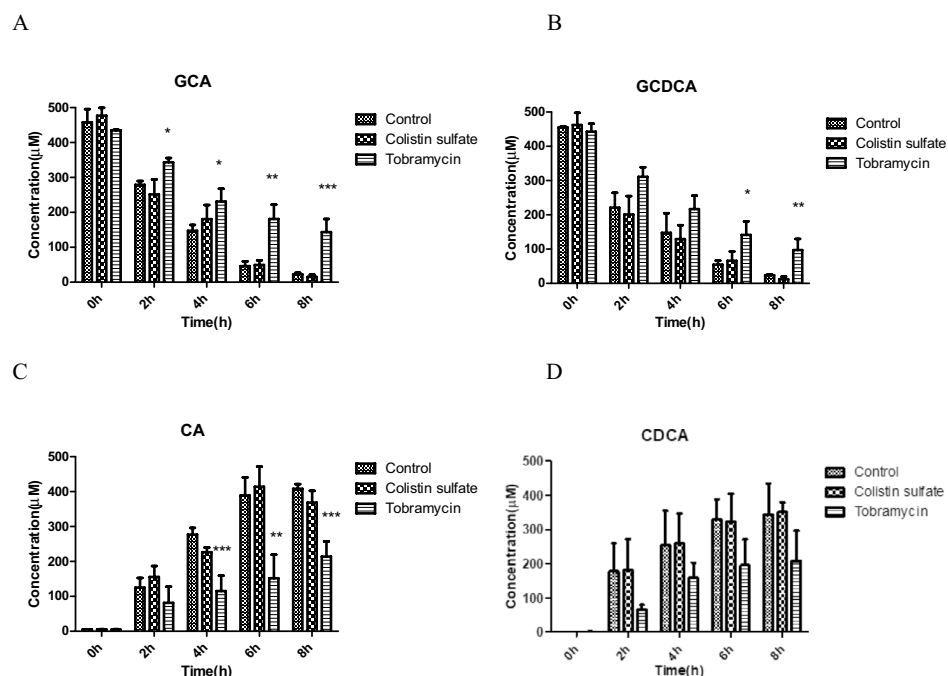 A
GCA
Concentration(μM)
500
400
300
200
100
0
0h
2h
4h
6h
8h
Time(h)
*
*
**
***
Control
Colistin sulfate
Tobramycin
B
GCDCA
Concentration(μM)
500
400
300
200
100
0
0h
2h
4h
6h
8h
Time(h)
*
**
Control
Colistin sulfate
Tobramycin
C
CA
Concentration(μM)
500
400
300
200
100
0
0h
2h
4h
6h
8h
Time(h)
***
**
***
Control
Colistin sulfate
Tobramycin
D
CDCA
Concentration(μM)
500
400
300
200
100
0
0h
2h
4h
6h
8h
Time(h)
Control
Colistin sulfate
Tobramycin